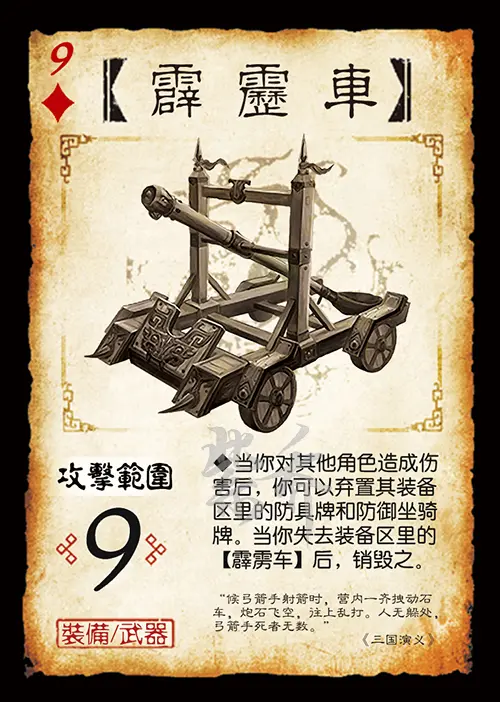 9
【霹靂車】
攻擊範圍
9
裝備/武器
◆当你对其他角色造成伤
害后，你可以弃置其装备
区里的防具牌和防御坐骑
牌。当你失去装备区里的
【霹雳车】后，销毁之。
“候弓箭手射箭时，营内一齐拽动石
车，炮石飞空，注上乱打。人无躲处，
弓箭手死者无数。”
《三国演义》